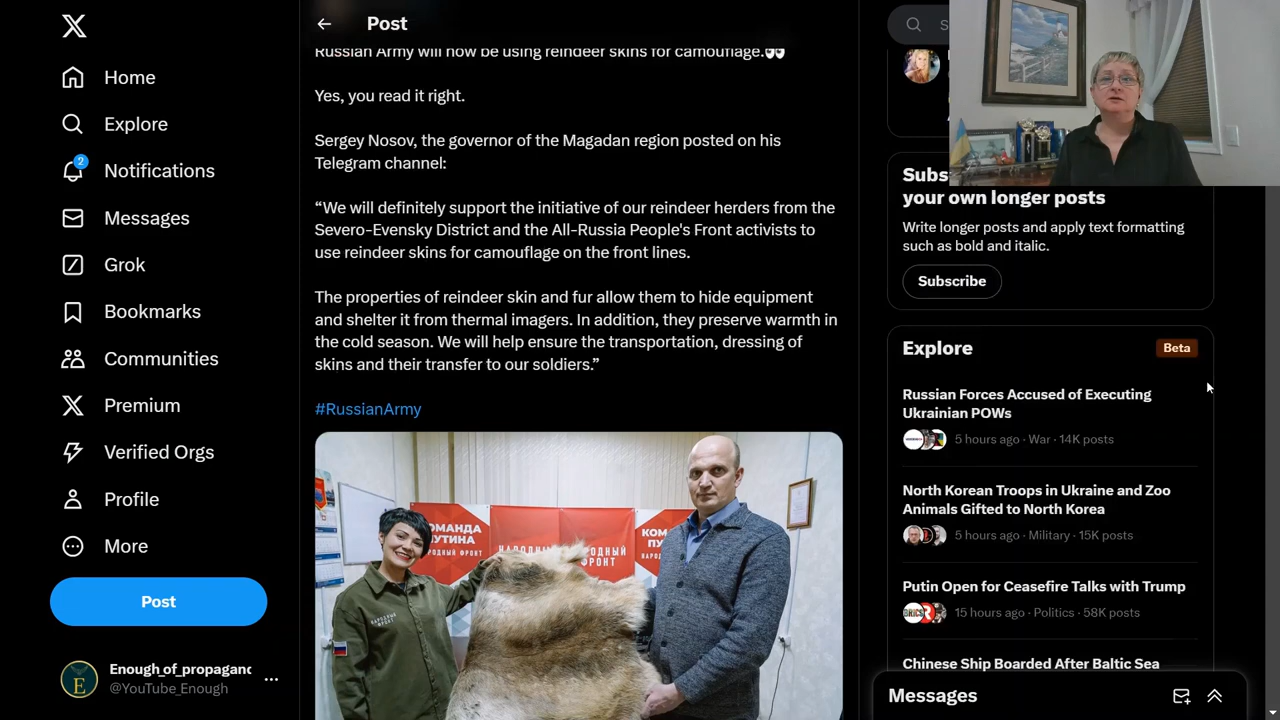 Home
Explore
2
Notifications
Messages
Grok
Bookmarks
Communities
Premium
Verified Orgs
Profile
More
Post
Enough_of_propaganc
@YouTube_Enough
Post
Russian Army will now be using reindeer skins for camouflage.👀
Yes, you read it right.
Sergey Nosov, the governor of the Magadan region posted on his
Telegram channel:
“We will definitely support the initiative of our reindeer herders from the
Severo-Evensky District and the All-Russia People's Front activists to
use reindeer skins for camouflage on the front lines.
The properties of reindeer skin and fur allow them to hide equipment
and shelter it from thermal imagers. In addition, they preserve warmth in
the cold season. We will help ensure the transportation, dressing of
skins and their transfer to our soldiers.”
#RussianArmy
КОМАНДА
ПУТИНА
НАРОДНЫЙ
ФРОНТ
S
Subs
your own longer posts
Write longer posts and apply text formatting
such as bold and italic.
Subscribe
Explore
Beta
Russian Forces Accused of Executing
Ukrainian POWs
5 hours ago · War · 14K posts
North Korean Troops in Ukraine and Zoo
Animals Gifted to North Korea
5 hours ago · Military · 15K posts
Putin Open for Ceasefire Talks with Trump
15 hours ago · Politics · 58K posts
Chinese Ship Boarded After Baltic Sea
Messages